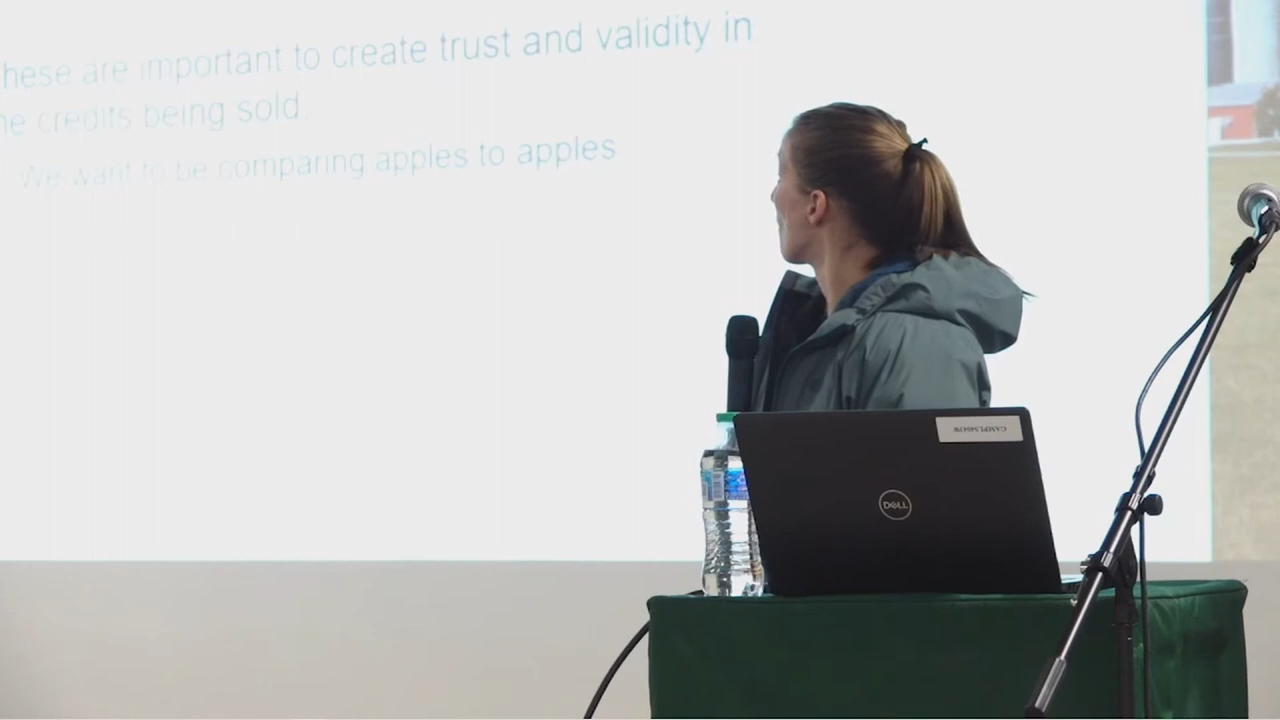 hese are important to create trust and validity in
he credits being sold.
We want to be comparing apples to apples
DELL